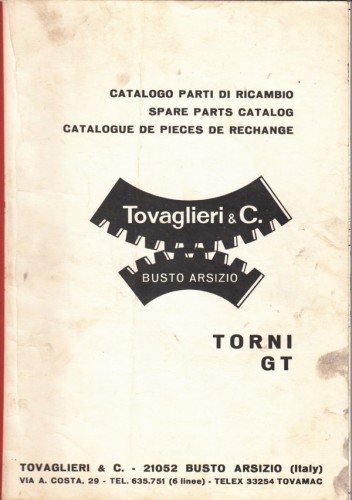 CATALOGO PARTI DI RICAMBIO
SPARE PARTS CATALOG
CATALOGUE DE PIECES DE RECHANGE
Tovaglieri & C.
BUSTO ARSIZIO
TORNI
GT
TOVAGLIERI & C. - 21052 BUSTO ARSIZIO (Italy)
VIA A. COSTA, 29 - TEL. 635.751 (6 linee) - TELEX 33254 TOVAMAC